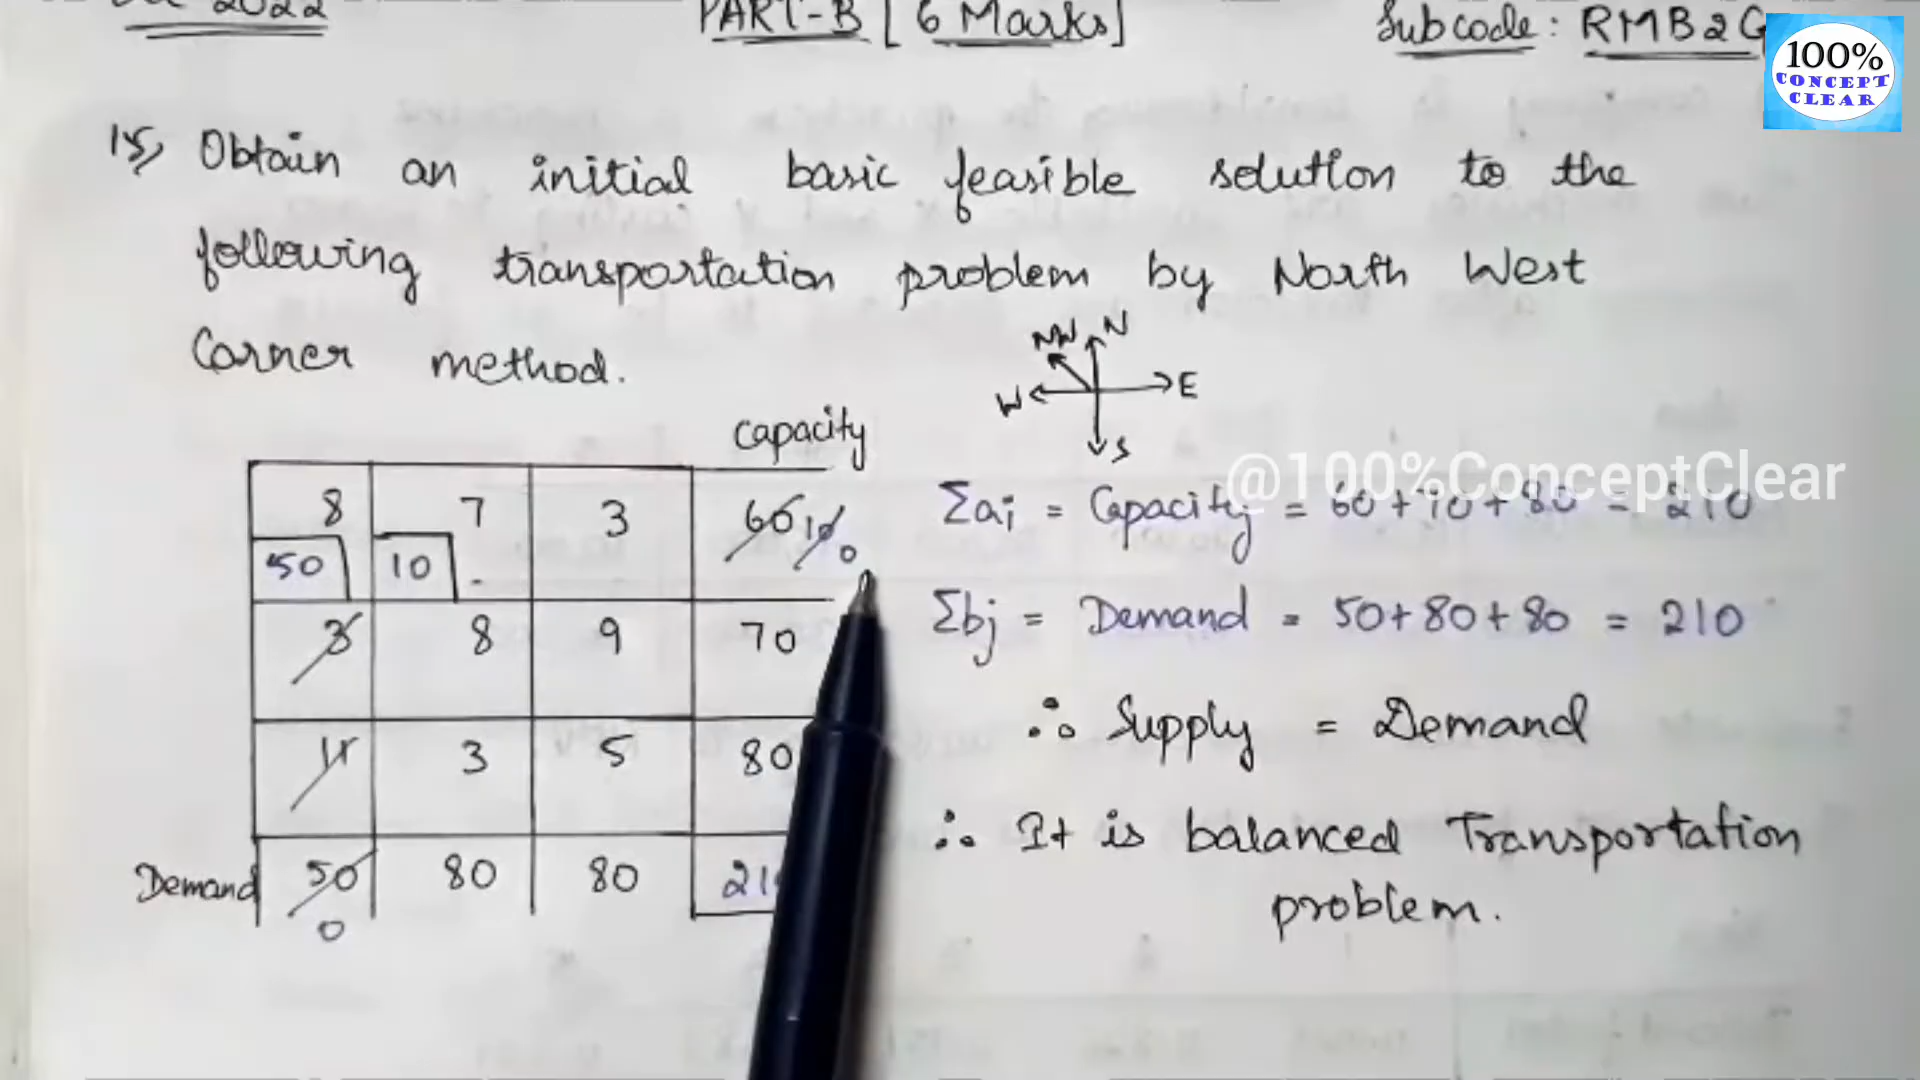 2022
PART-B [ 6 Marks]
Subcode: RMB2G
100%
CONCEPT
CLEAR
15, Obtain an initial basic feasible solution to the
following transportation problem by North West
Corner method.
NW N
W E
S
capacity
@100%ConceptClear
8 7 3 60 10 0
50 10
3 8 9 70
11 3 5 80
Demand 50 80 80 21
0
Σai = Capacity = 60+70+80 = 210
Σbj = Demand = 50+80+80 = 210
∴ Supply = Demand
∴ It is balanced Transportation
problem.